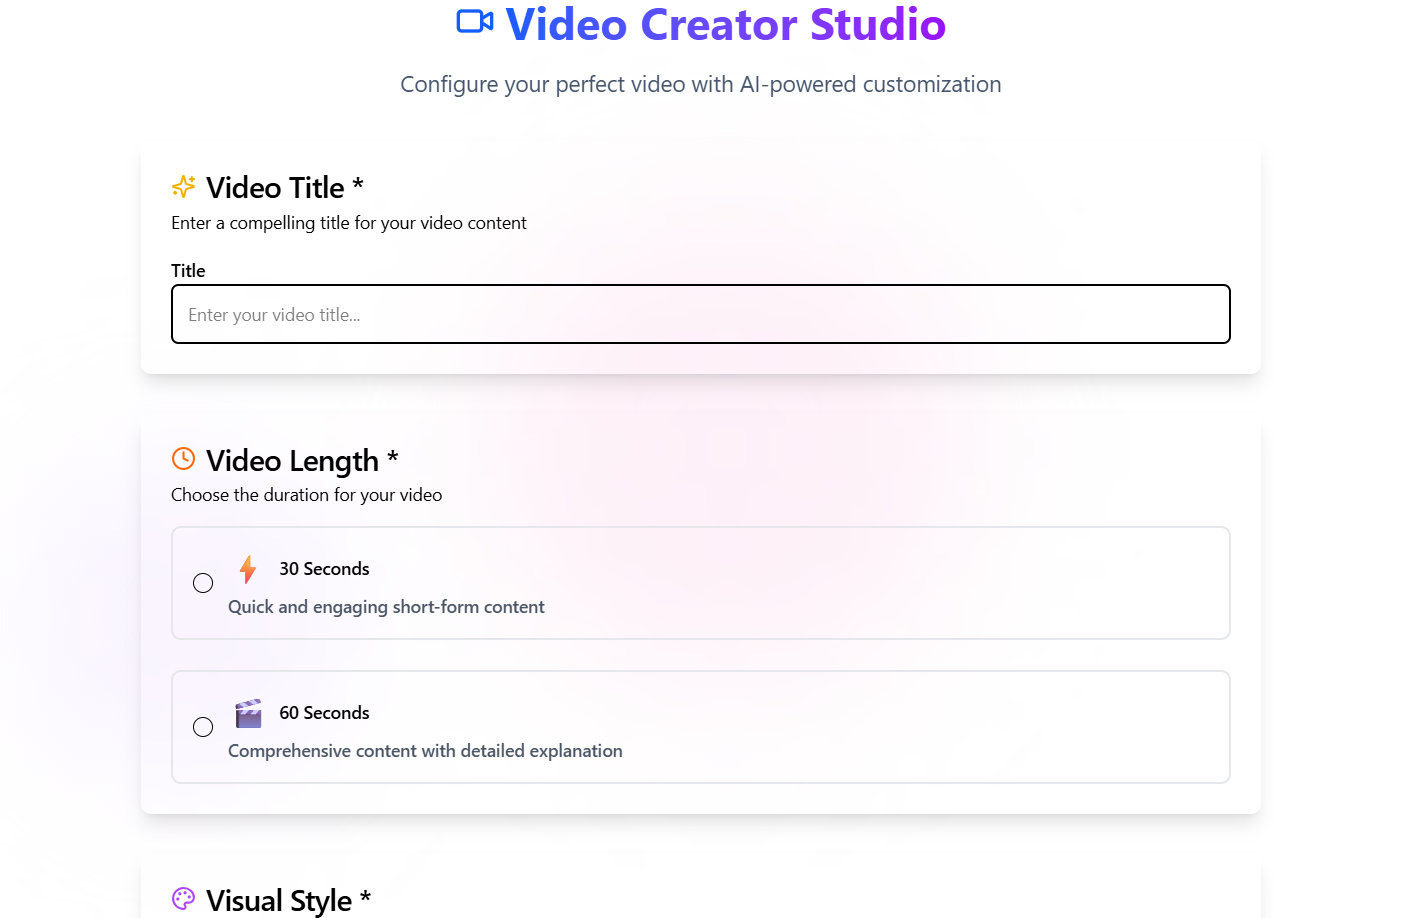 Video Creator Studio
Configure your perfect video with AI-powered customization
Video Title *
Enter a compelling title for your video content
Title
Enter your video title...
Video Length *
Choose the duration for your video
30 Seconds
Quick and engaging short-form content
60 Seconds
Comprehensive content with detailed explanation
Visual Style *